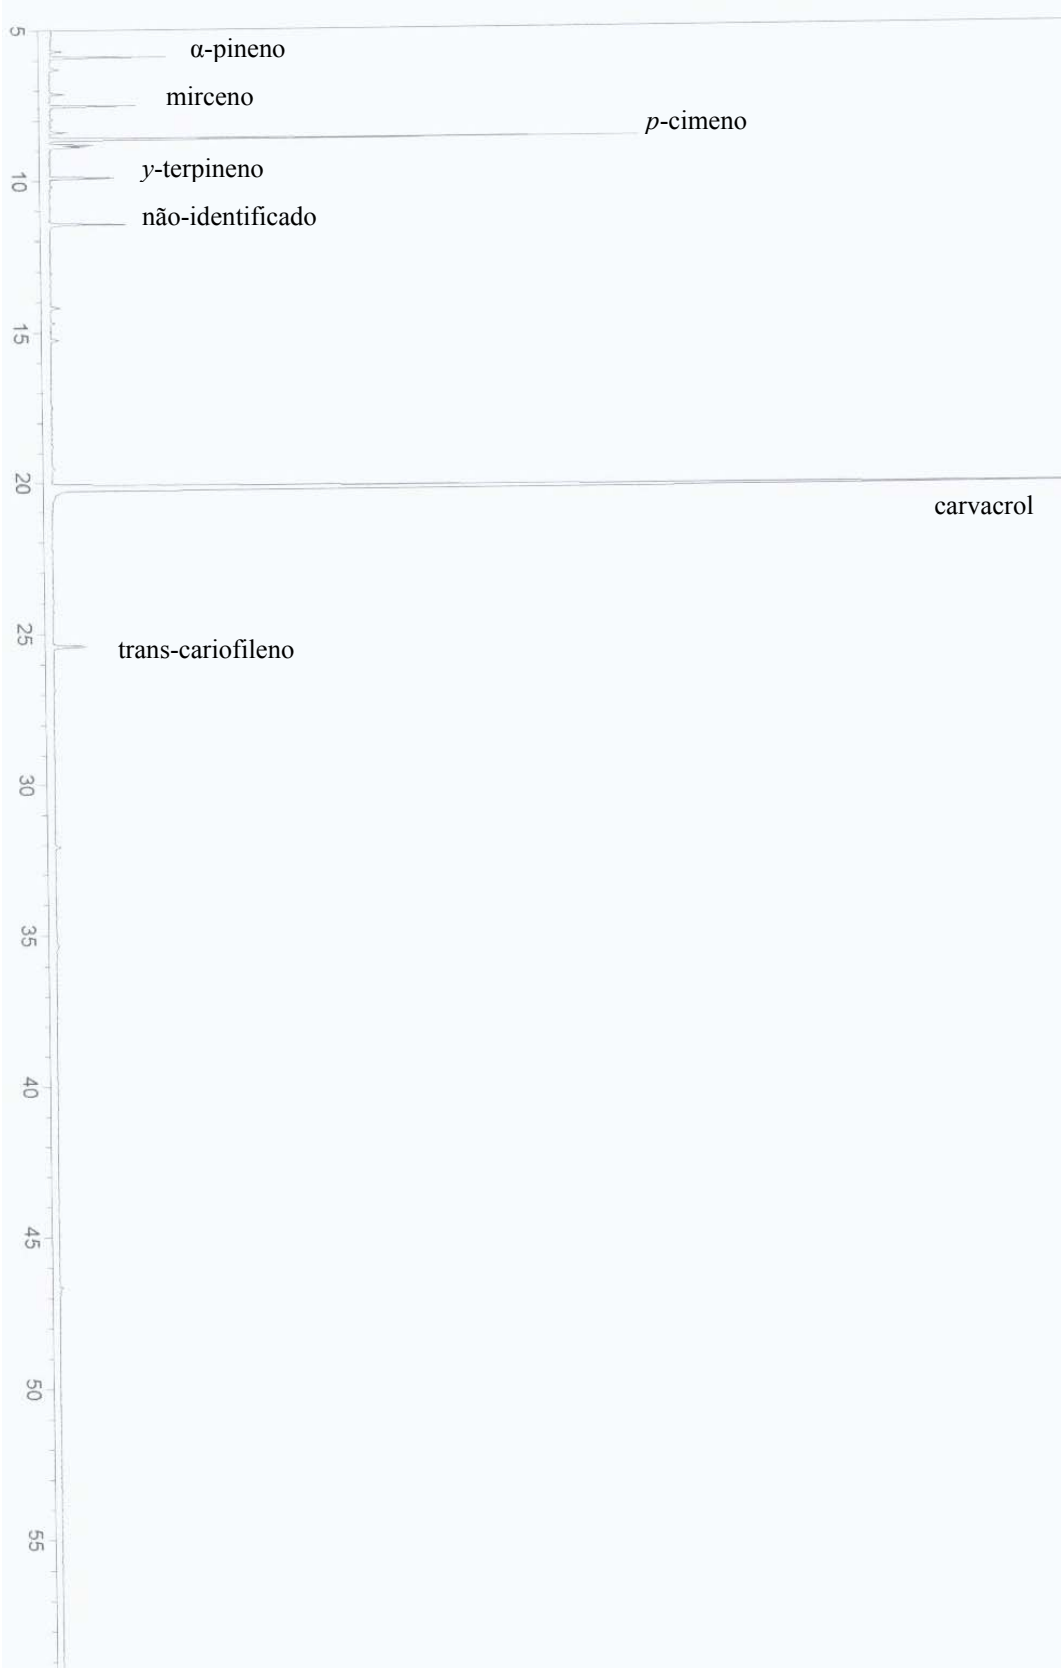 5
α-pineno
mirceno
p-cimeno
y-terpineno
10
não-identificado
15
20
carvacrol
25
trans-cariofileno
30
35
40
45
50
55